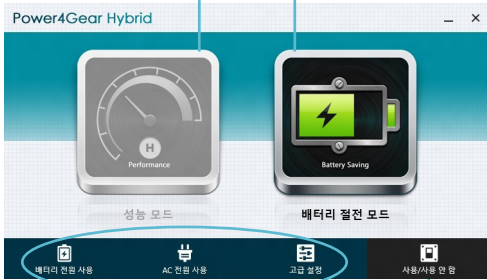 Power4Gear Hybrid
H
Performance
Battery Saving
성능 모드
배터리 절전 모드
배터리 전원 사용
AC 전원 사용
고급 설정
사용/사용 안 함